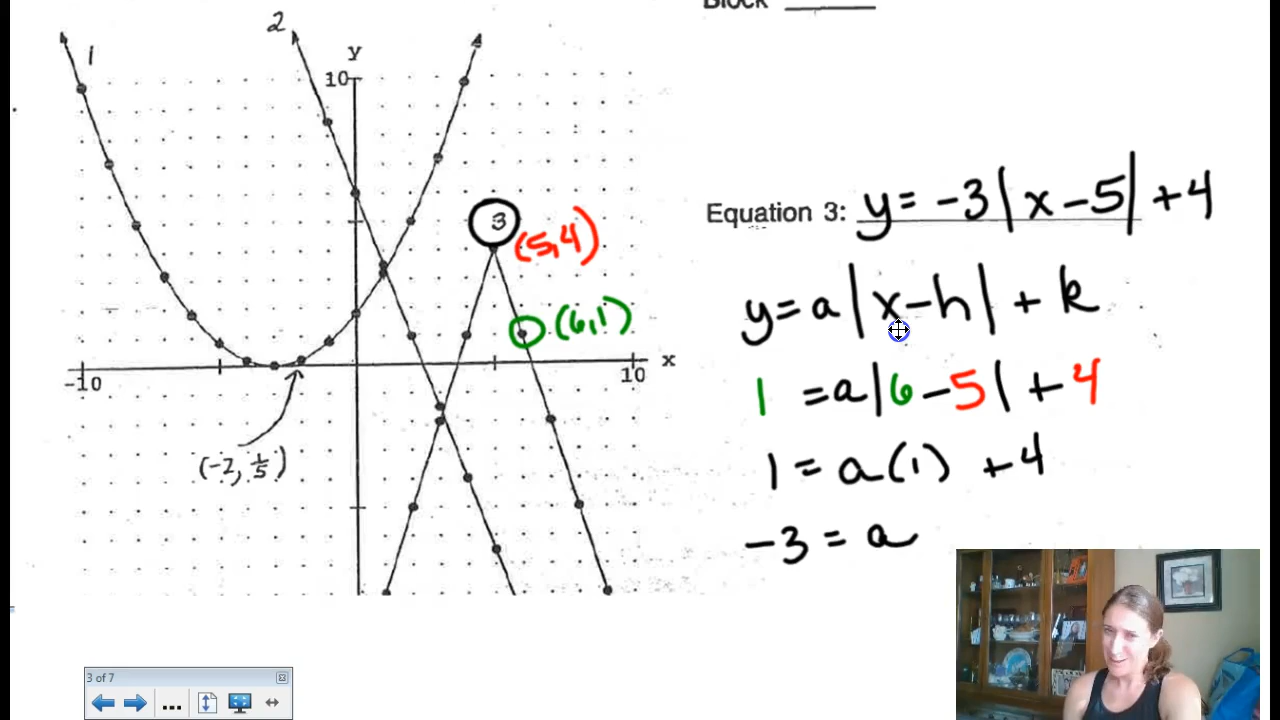 Block
2
1
y
10
3
(5,4)
(6,1)
-10
10
x
(-2, 1/5)
Equation 3: y = -3|x-5| +4
y = a|x-h| + k
1 = a|6-5| + 4
1 = a(1) + 4
-3 = a
3 of 7
...